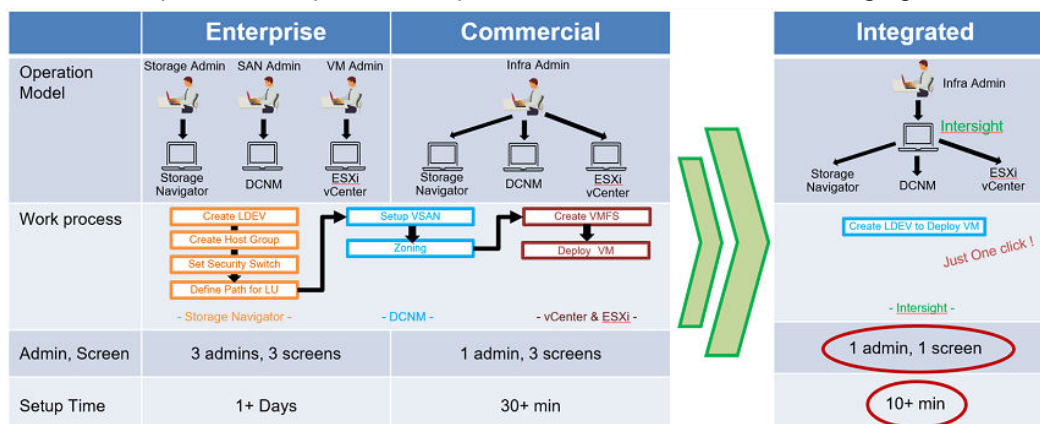 Enterprise
Commercial
Integrated
Operation
Model
Storage Admin
SAN Admin
VM Admin
Infra Admin
Infra Admin
Intersight
Storage
Navigator
DCNM
ESXi
vCenter
Storage
Navigator
DCNM
ESXi
vCenter
Storage
Navigator
DCNM
ESXi
vCenter
Work process
Create LDEV
Create Host Group
Set Security Switch
Define Path for LU
- Storage Navigator -
Setup VSAN
Zoning
- DCNM -
Create VMFS
Deploy VM
- vCenter & ESXi -
Create LDEV to Deploy VM
Just One click !
- Intersight -
Admin, Screen
3 admins, 3 screens
1 admin, 3 screens
1 admin, 1 screen
Setup Time
1+ Days
30+ min
10+ min